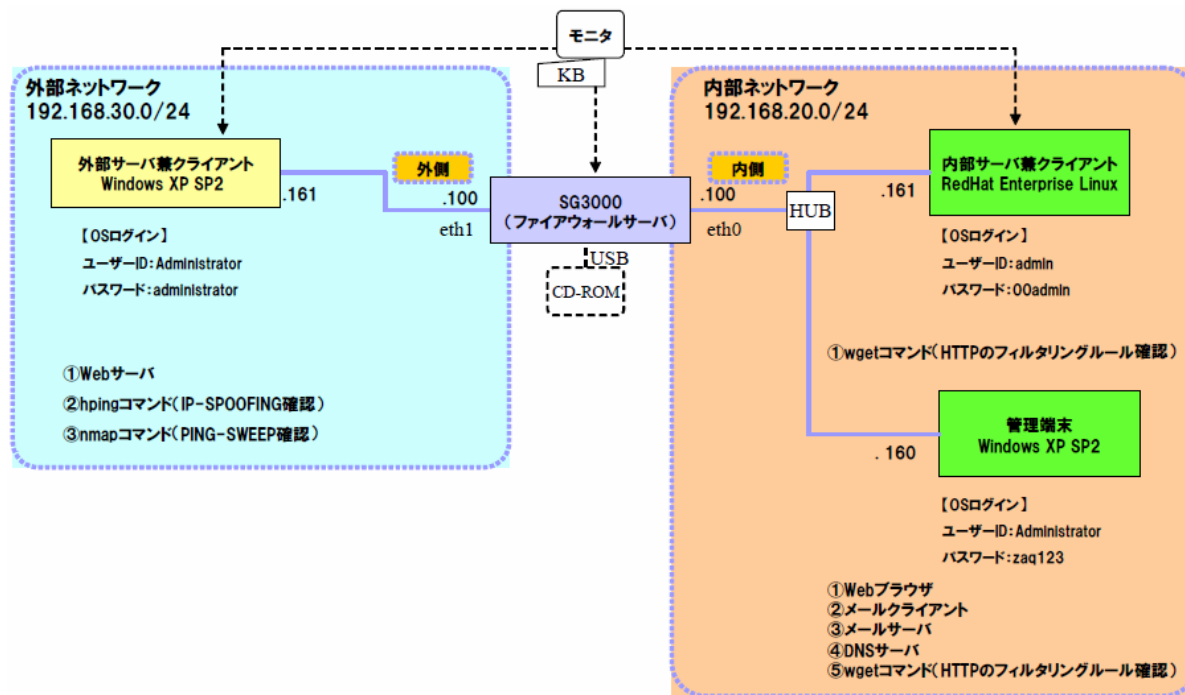 モニタ
KB
外部ネットワーク
192.168.30.0/24
外部サーバ兼クライアント
Windows XP SP2
.161
外側
.100
eth1
【OSログイン】
ユーザーID:Administrator
パスワード:administrator
①Webサーバ
②hpingコマンド(IP-SPOOFING確認)
③nmapコマンド(PING-SWEEP確認)
SG3000
(ファイアウォールサーバ)
USB
CD-ROM
内部ネットワーク
192.168.20.0/24
内側
.100
eth0
HUB
.161
内部サーバ兼クライアント
RedHat Enterprise Linux
【OSログイン】
ユーザーID:admin
パスワード:00admin
①wgetコマンド(HTTPのフィルタリングルール確認)
管理端末
Windows XP SP2
.160
【OSログイン】
ユーザーID:Administrator
パスワード:zaq123
①Webブラウザ
②メールクライアント
③メールサーバ
④DNSサーバ
⑤wgetコマンド(HTTPのフィルタリングルール確認)